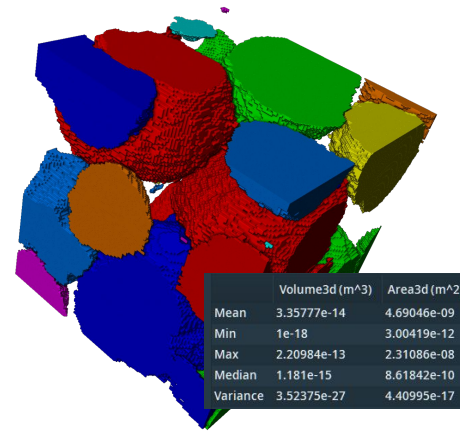 Volume3d (m^3) Area3d (m^2
Mean 3.35777e-14 4.69046e-09
Min 1e-18 3.00419e-12
Max 2.20984e-13 2.31086e-08
Median 1.181e-15 8.61842e-10
Variance 3.52375e-27 4.40995e-17